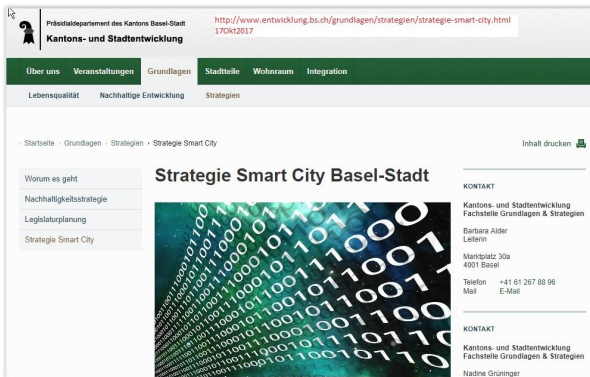 Präsidialdepartement des Kantons Basel-Stadt
Kantons- und Stadtentwicklung
http://www.entwicklung.bs.ch/grundlagen/strategien/strategie-smart-city.html
17Okt2017
Über uns Veranstaltungen Grundlagen Stadtteile Wohnraum Integration
Lebensqualität Nachhaltige Entwicklung Strategien
Startseite Grundlagen Strategien Strategie Smart City
Inhalt drucken
Worum es geht
Nachhaltigkeitsstrategie
Legislaturplanung
Strategie Smart City
Strategie Smart City Basel-Stadt
KONTAKT
Kantons- und Stadtentwicklung
Fachstelle Grundlagen & Strategien
Barbara Alder
Leiterin
Marktplatz 30a
4001 Basel
Telefon +41 61 267 88 96
Mail E-Mail
KONTAKT
Kantons- und Stadtentwicklung
Fachstelle Grundlagen & Strategien
Nadine Grüninger